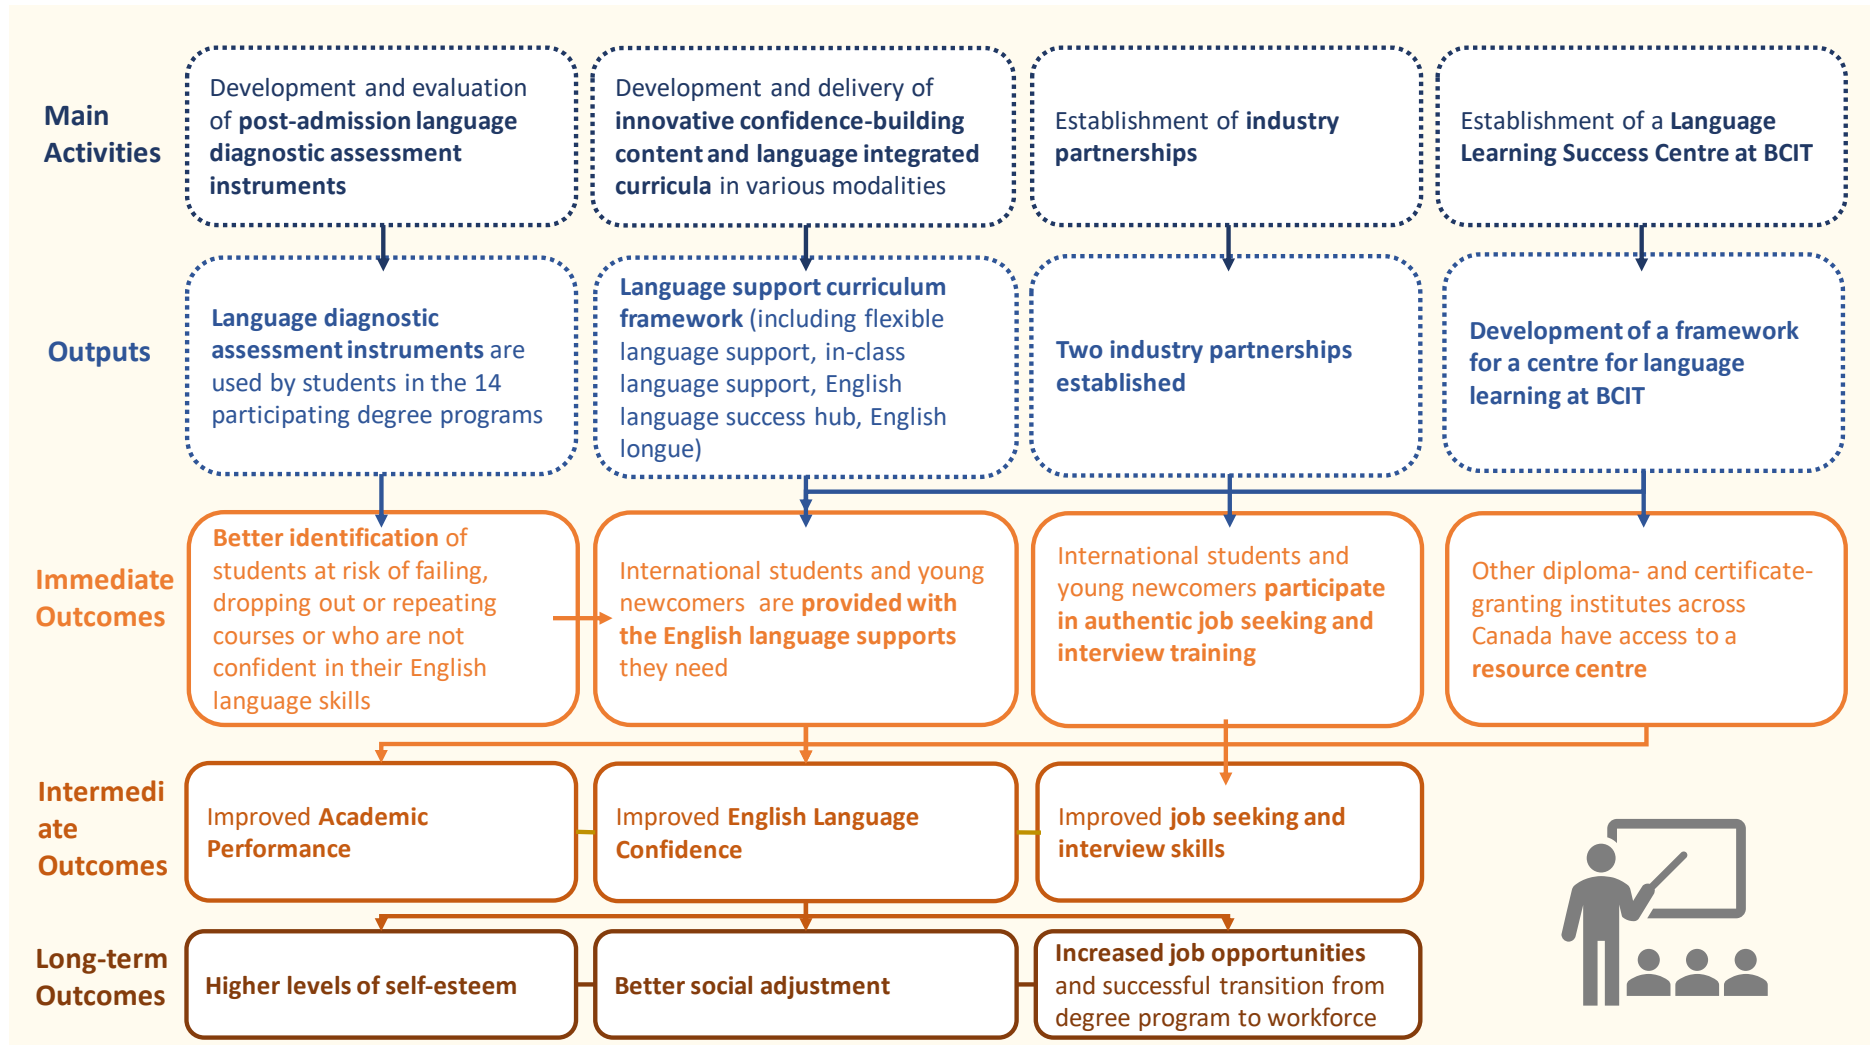 Main
Activities
Development and evaluation
of post-admission language
diagnostic assessment
instruments
Development and delivery of
innovative confidence-building
content and language integrated
curricula in various modalities
Establishment of industry
partnerships
Establishment of a Language
Learning Success Centre at BCIT
Outputs
Language diagnostic
assessment instruments are
used by students in the 14
participating degree programs
Language support curriculum
framework (including flexible
language support, in-class
language support, English
language success hub, English
longue)
Two industry partnerships
established
Development of a framework
for a centre for language
learning at BCIT
Immediate
Outcomes
Better identification of
students at risk of failing,
dropping out or repeating
courses or who are not
confident in their English
language skills
International students and young
newcomers are provided with
the English language supports
they need
International students and
young newcomers participate
in authentic job seeking and
interview training
Other diploma- and certificate-
granting institutes across
Canada have access to a
resource centre
Intermedi
ate
Outcomes
Improved Academic
Performance
Improved English Language
Confidence
Improved job seeking and
interview skills
Long-term
Outcomes
Higher levels of self-esteem
Better social adjustment
Increased job opportunities
and successful transition from
degree program to workforce